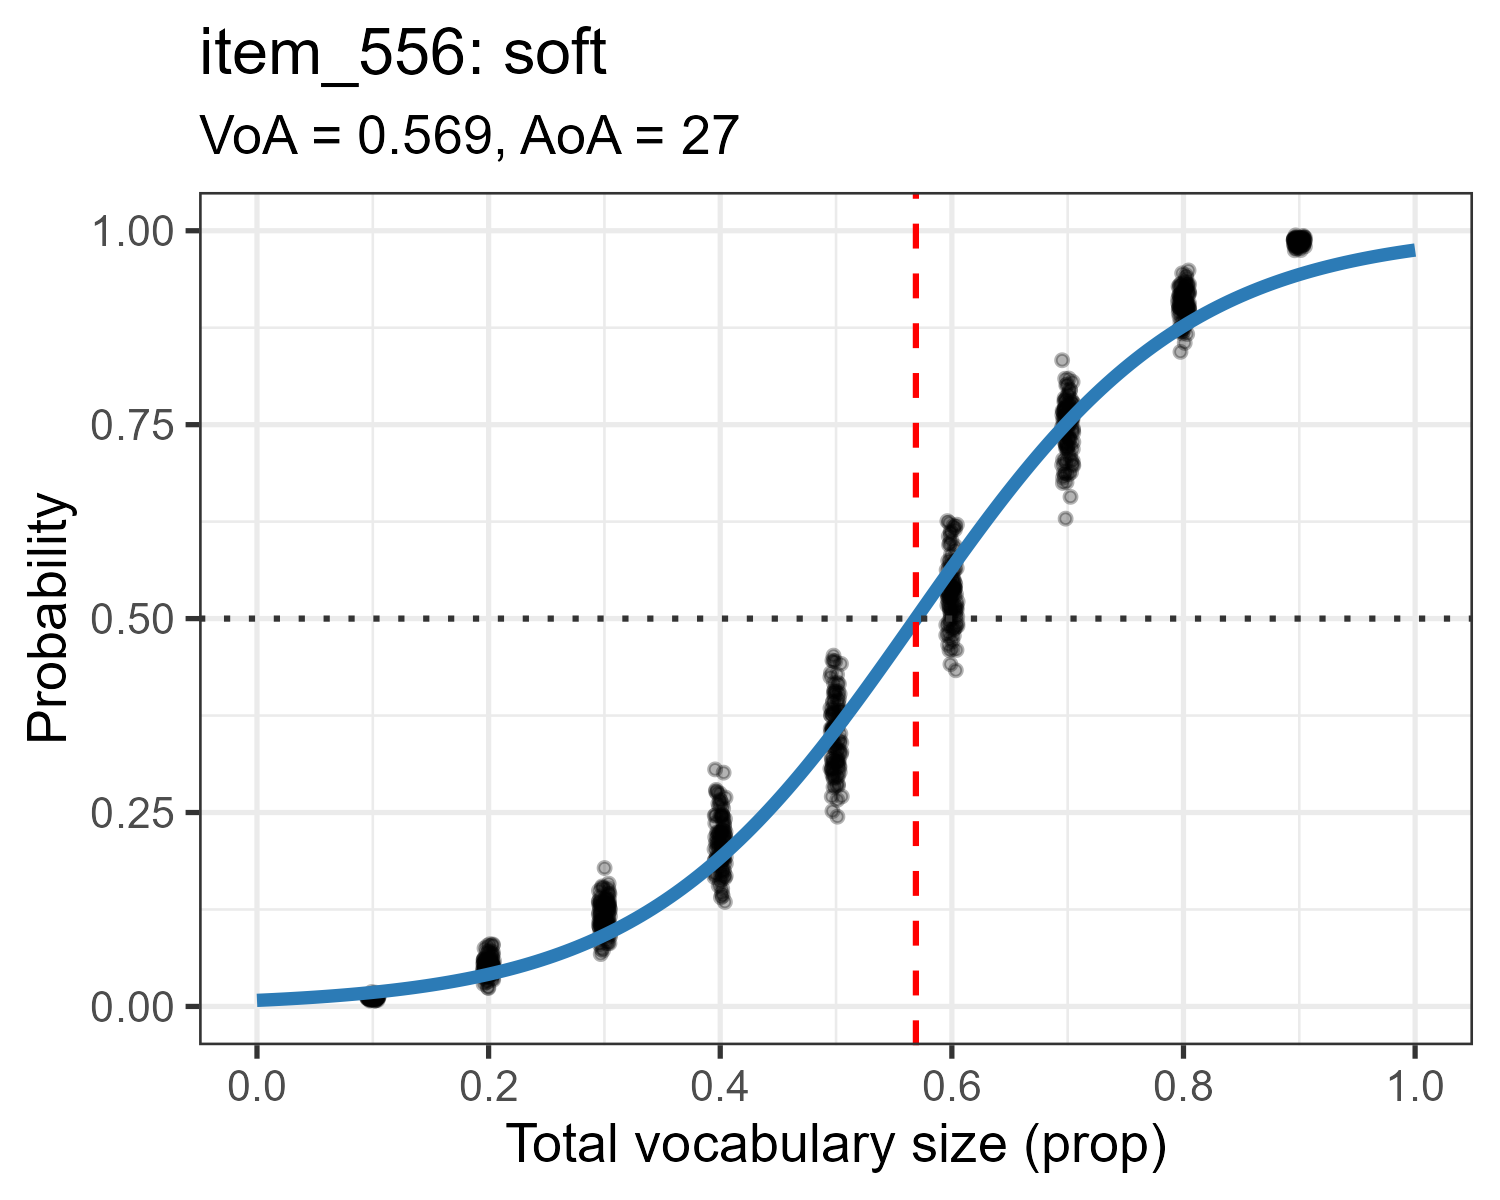 item_556: soft
VoA = 0.569, AoA = 27
1.00
0.75
0.50
0.25
0.00
Probability
0.0 0.2 0.4 0.6 0.8 1.0
Total vocabulary size (prop)